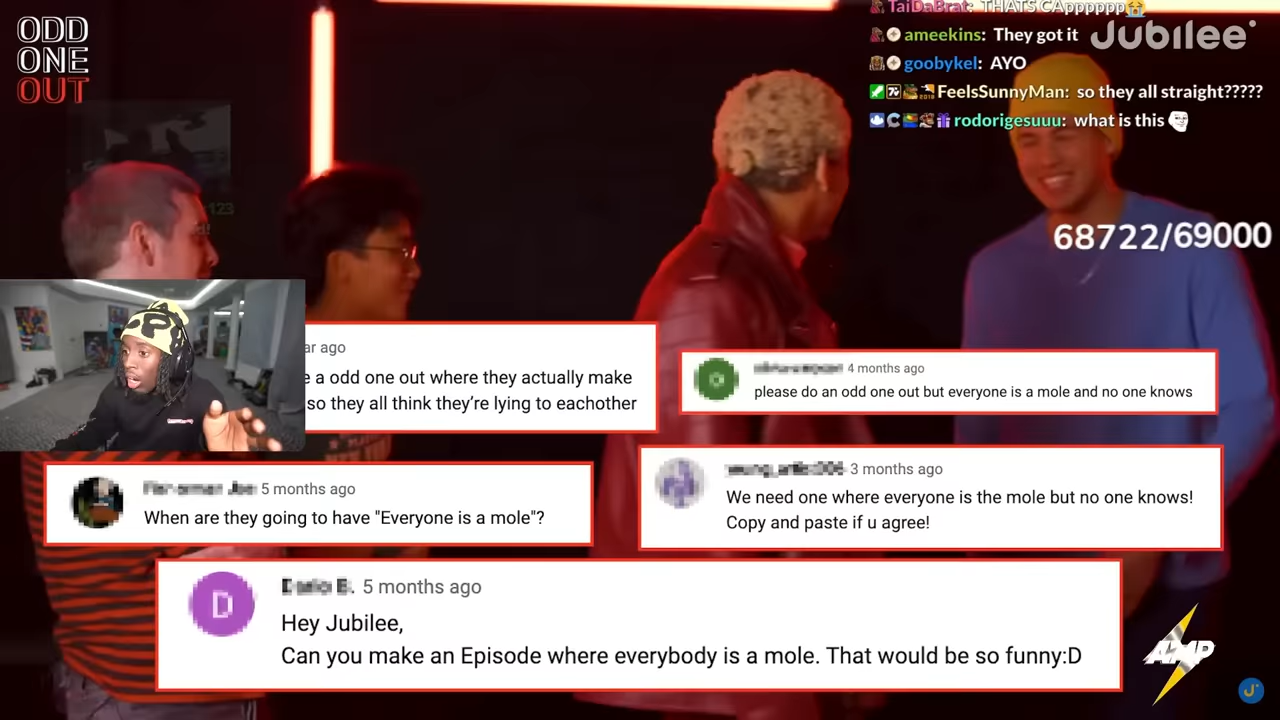 ODD
ONE
OUT
TaiDaBrat: THATS CApppppp
ameekins: They got it
Jubilee
goobykel: AYO
FeelsSunnyMan: so they all straight?????
rodorigesuuu: what is this
68722/69000
ago
a odd one out where they actually make
so they all think they’re lying to eachother
4 months ago
please do an odd one out but everyone is a mole and no one knows
5 months ago
When are they going to have "Everyone is a mole"?
3 months ago
We need one where everyone is the mole but no one knows!
Copy and paste if u agree!
D
5 months ago
Hey Jubilee,
Can you make an Episode where everybody is a mole. That would be so funny:D
AMP